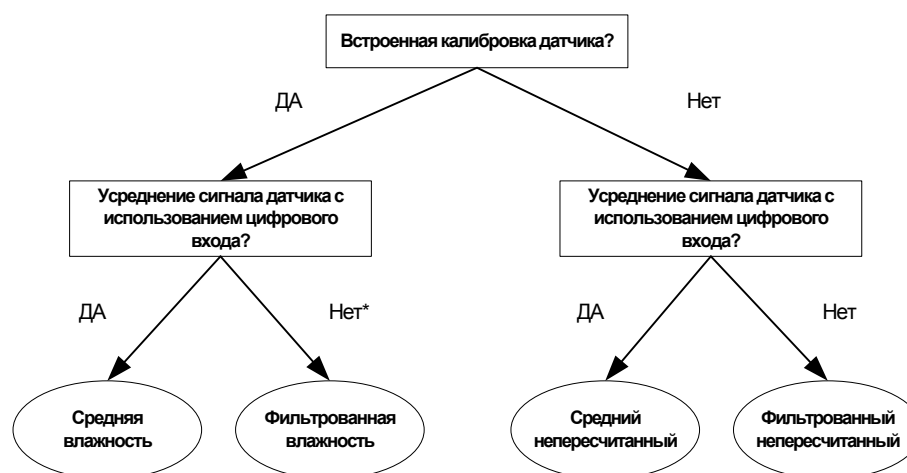 Встроенная калибровка датчика?
ДА
Нет
Усреднение сигнала датчика с
использованием цифрового
входа?
Усреднение сигнала датчика с
использованием цифрового
входа?
ДА
Нет*
ДА
Нет
Средняя
влажность
Фильтрованная
влажность
Средний
непересчитанный
Фильтрованный
непересчитанный